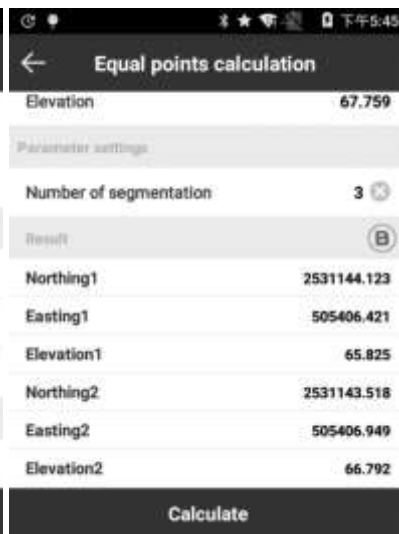 下午5:45
Equal points calculation
Elevation 67.759
Parameter settings
Number of segmentation 3
Result B
Northing1 2531144.123
Easting1 505406.421
Elevation1 65.825
Northing2 2531143.518
Easting2 505406.949
Elevation2 66.792
Calculate